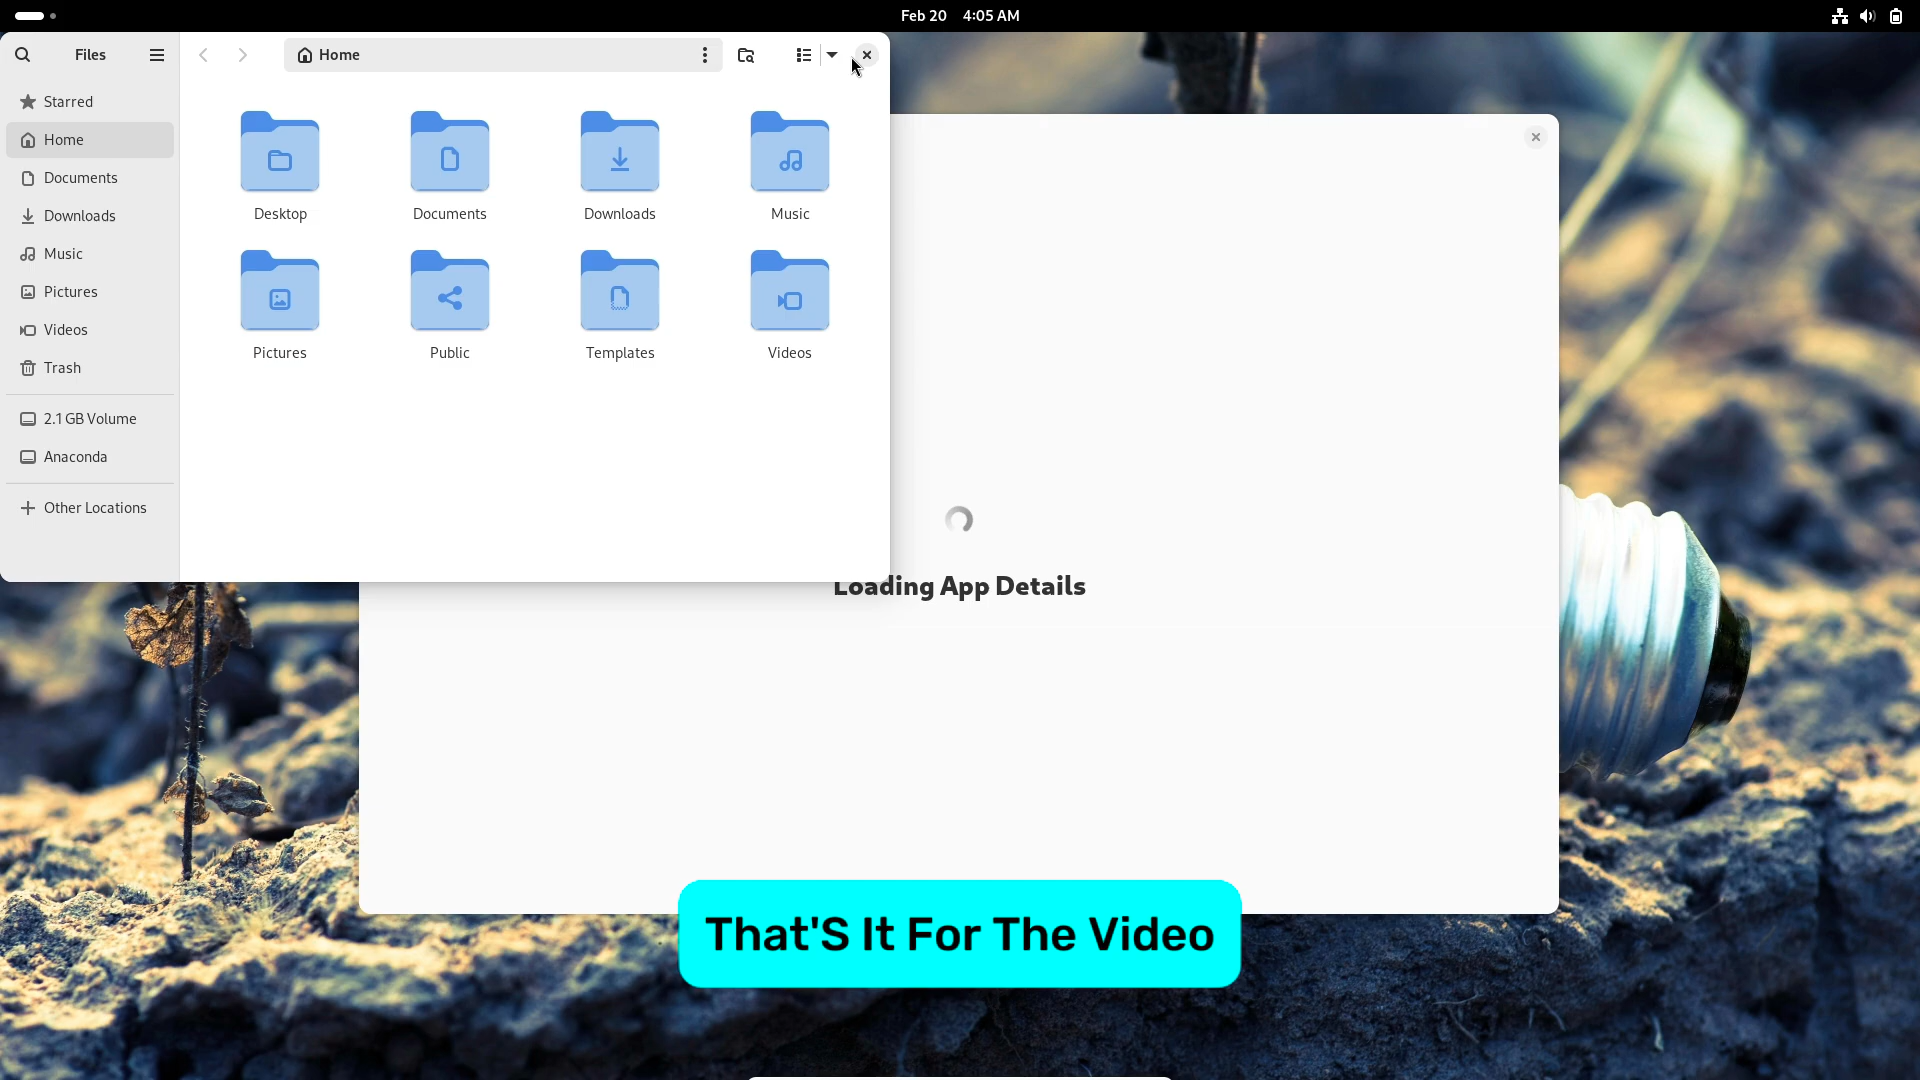 Feb 20 4:05 AM
Files
Home
Starred
Home
Documents
Downloads
Music
Pictures
Videos
Trash
2.1 GB Volume
Anaconda
Other Locations
Desktop
Documents
Downloads
Music
Pictures
Public
Templates
Videos
Loading App Details
That'S It For The Video